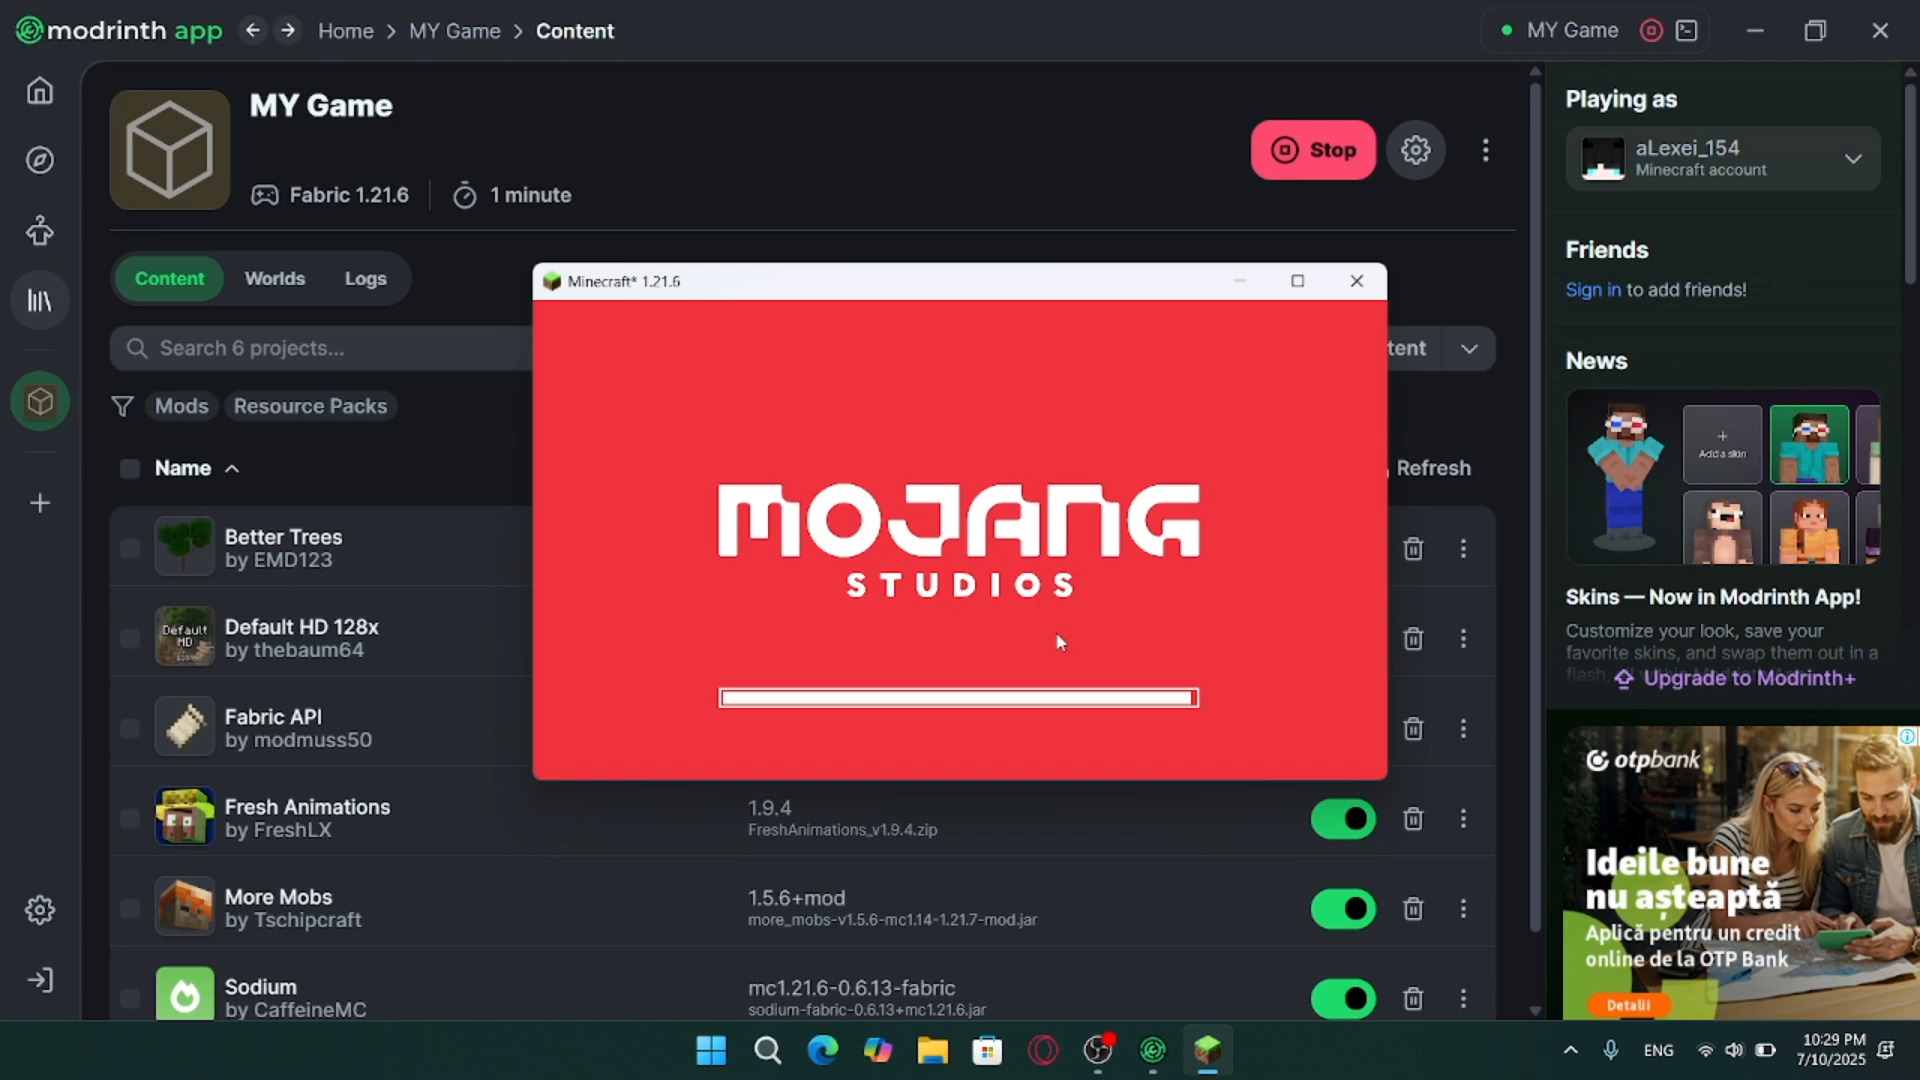 modrinth app
Home > MY Game > Content
MY Game
MY Game
Fabric 1.21.6
1 minute
Stop
Content
Worlds
Logs
Search 6 projects...
tent
Mods
Resource Packs
Name
Refresh
Better Trees
by EMD123
Default
HD
Default HD 128x
by thebaum64
Fabric API
by modmuss50
Fresh Animations
by FreshLX
1.9.4
FreshAnimations_v1.9.4.zip
More Mobs
by Tschipcraft
1.5.6+mod
more_mobs-v1.5.6-mc1.14-1.21.7-mod.jar
Sodium
by CaffeineMC
mc1.21.6-0.6.13-fabric
sodium-fabric-0.6.13+mc1.21.6.jar
Minecraft* 1.21.6
MOJANG
STUDIOS
Playing as
aLexei_154
Minecraft account
Friends
Sign in to add friends!
News
Add a skin
Skins — Now in Modrinth App!
Customize your look, save your
favorite skins, and swap them out in a
Upgrade to Modrinth+
otpbank
Ideile bune
nu așteaptă
Aplică pentru un credit
online de la OTP Bank
Detalii
ENG
10:29 PM
7/10/2025